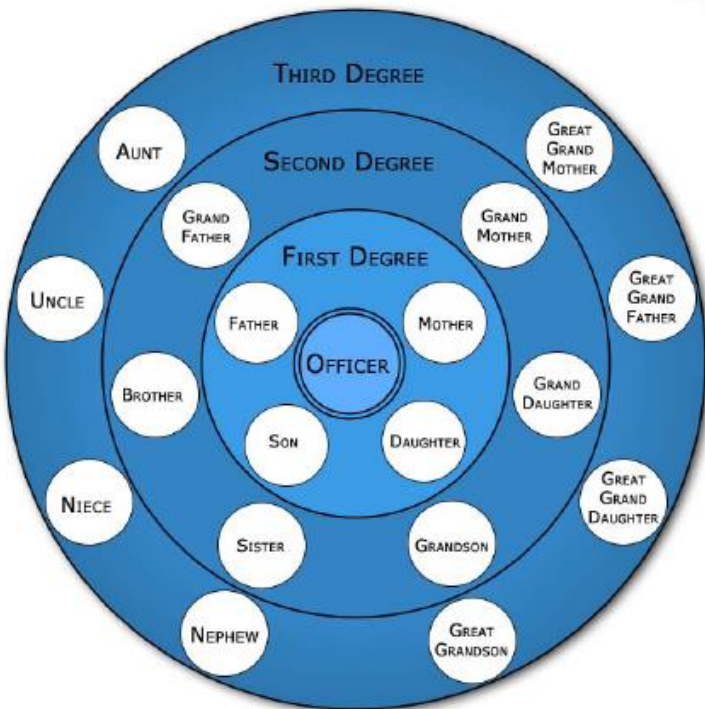 THIRD DEGREE
AUNT
GREAT
GRAND
MOTHER
SECOND DEGREE
GRAND
FATHER
GRAND
MOTHER
FIRST DEGREE
UNCLE
GREAT
GRAND
FATHER
FATHER
MOTHER
OFFICER
BROTHER
GRAND
DAUGHTER
SON
DAUGHTER
NIECE
GREAT
GRAND
DAUGHTER
SISTER
GRANDSON
NEPHEW
GREAT
GRANDSON